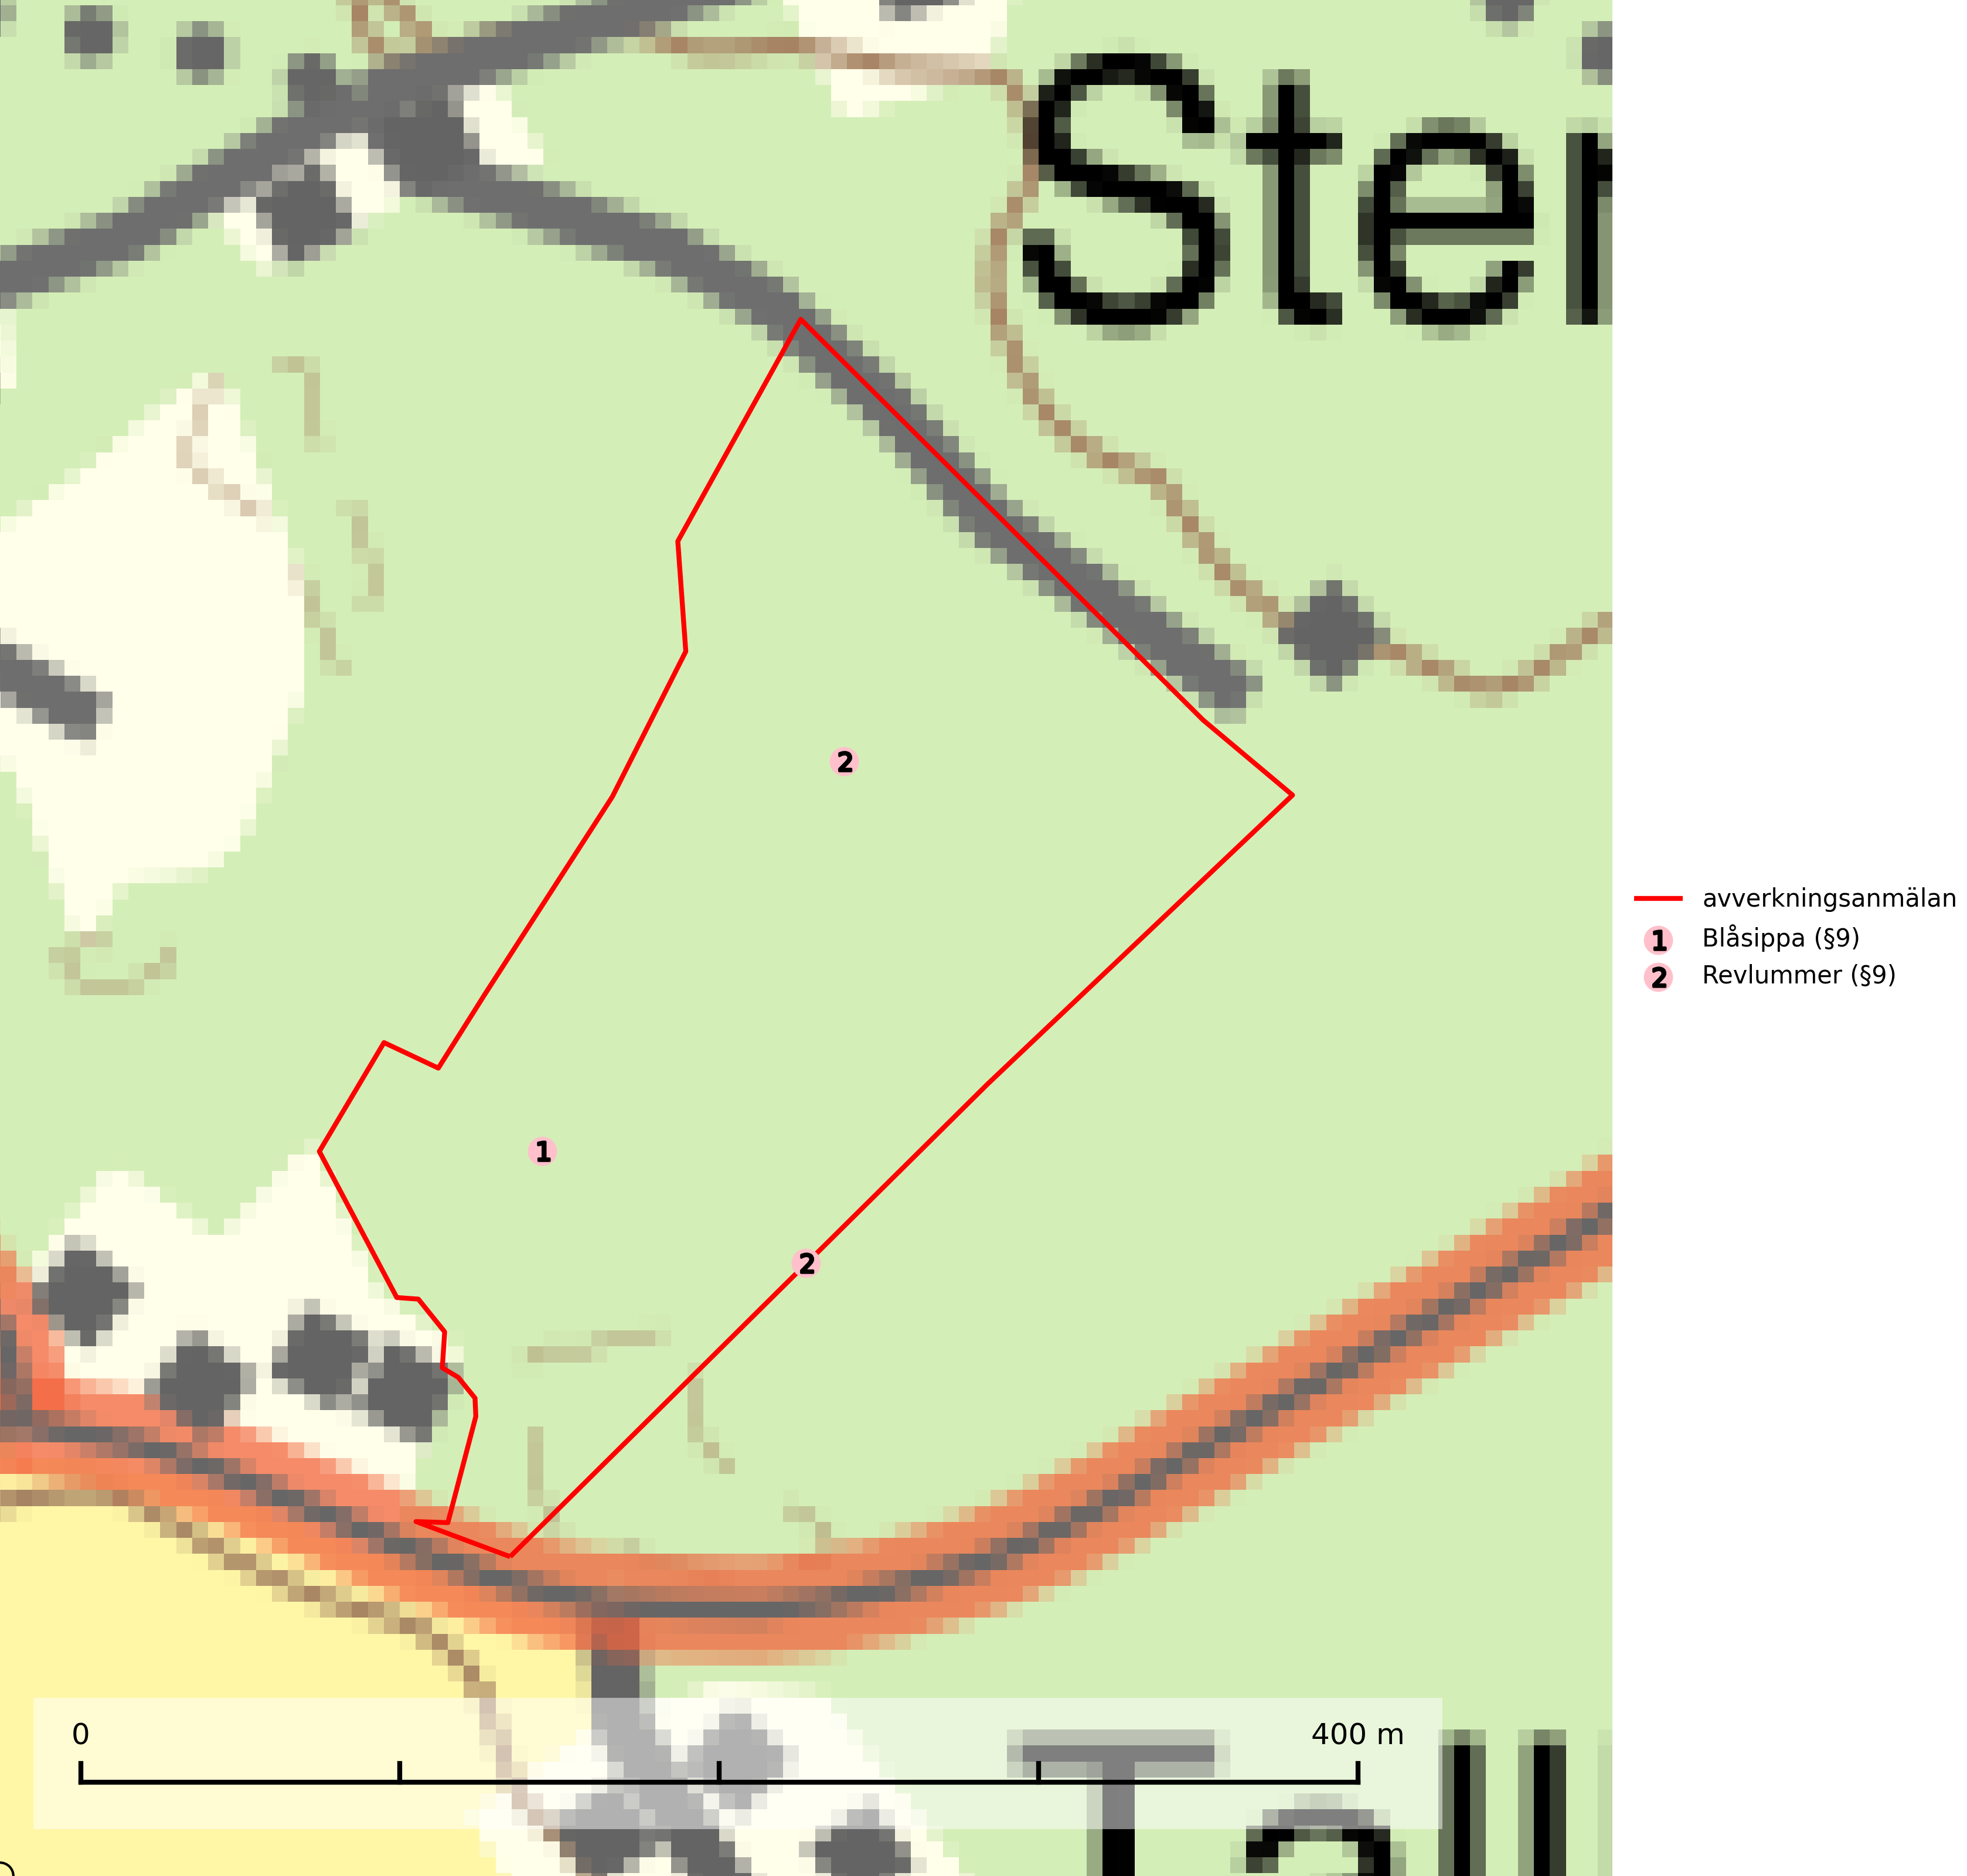 Ste
2
1
2
avverkningsanmälan
1 Blåsippa (§9)
2 Revlummer (§9)
0 400 m